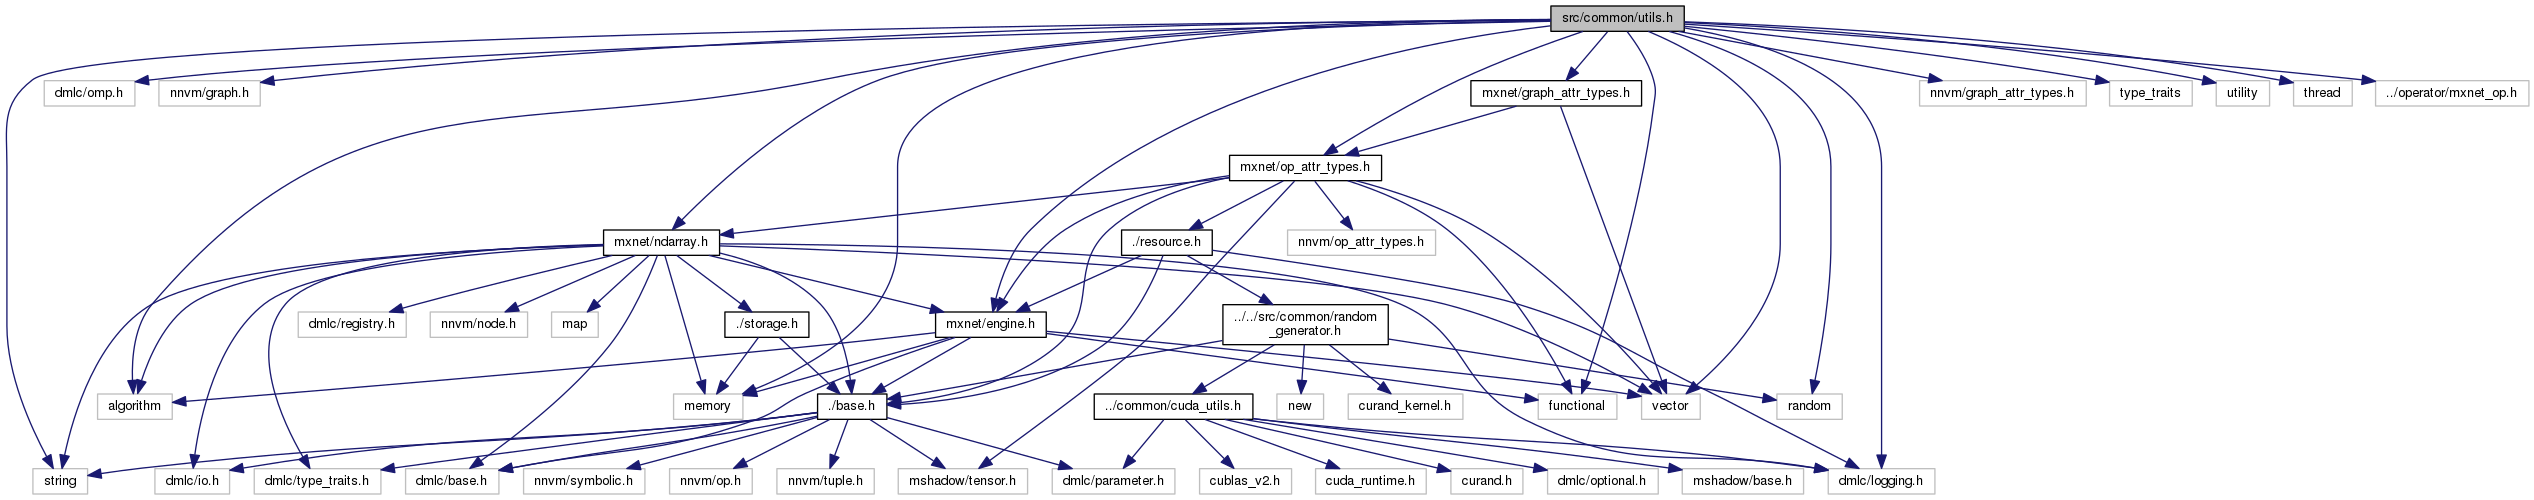 src/common/utils.h
dmlc/omp.h
nnvm/graph.h
mxnet/graph_attr_types.h
nnvm/graph_attr_types.h
type_traits
utility
thread
../operator/mxnet_op.h
mxnet/op_attr_types.h
mxnet/ndarray.h
./resource.h
nnvm/op_attr_types.h
dmlc/registry.h
nnvm/node.h
map
./storage.h
mxnet/engine.h
../../src/common/random
_generator.h
algorithm
memory
./base.h
../common/cuda_utils.h
new
curand_kernel.h
functional
vector
random
string
dmlc/io.h
dmlc/type_traits.h
dmlc/base.h
nnvm/symbolic.h
nnvm/op.h
nnvm/tuple.h
mshadow/tensor.h
dmlc/parameter.h
cublas_v2.h
cuda_runtime.h
curand.h
dmlc/optional.h
mshadow/base.h
dmlc/logging.h